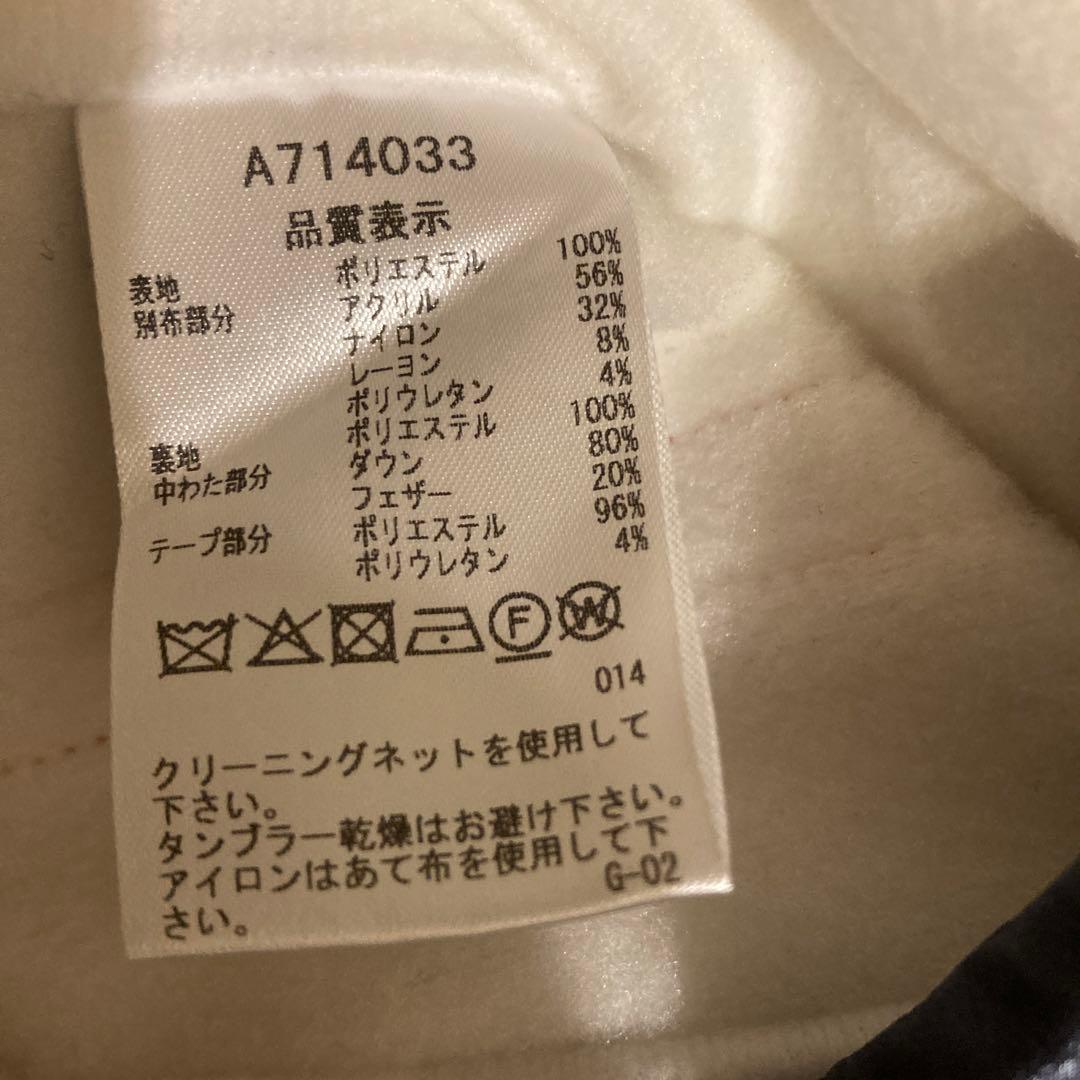 A714033
品質表示
表地 ポリエステル 100%
別布部分 アクリル 56%
ナイロン 32%
レーヨン 8%
ポリウレタン 4%
裏地 ポリエステル 100%
中わた部分 ダウン 80%
フェザー 20%
テープ部分 ポリエステル 96%
ポリウレタン 4%
F W
014
クリーニングネットを使用して
下さい。
タンブラー乾燥はお避け下さい。
アイロンはあて布を使用して下
さい。
G-02